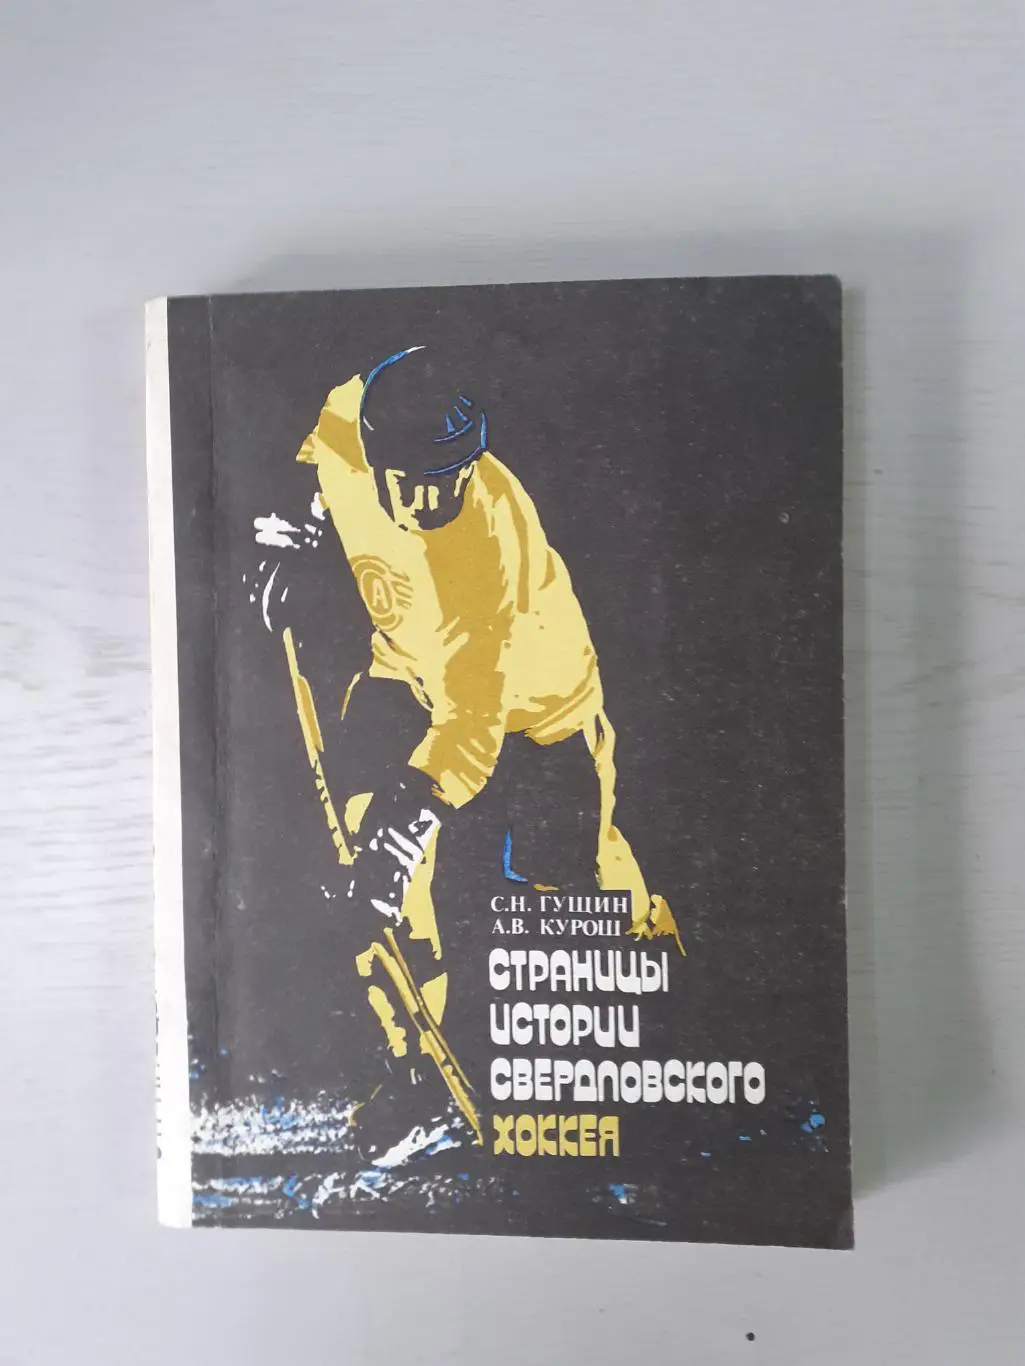 С.Н. ГУЩИН
А.В. КУРОШ
СТРАНИЦЫ
ИСТОРИИ
СВЕРДЛОВСКОГО
ХОККЕЯ